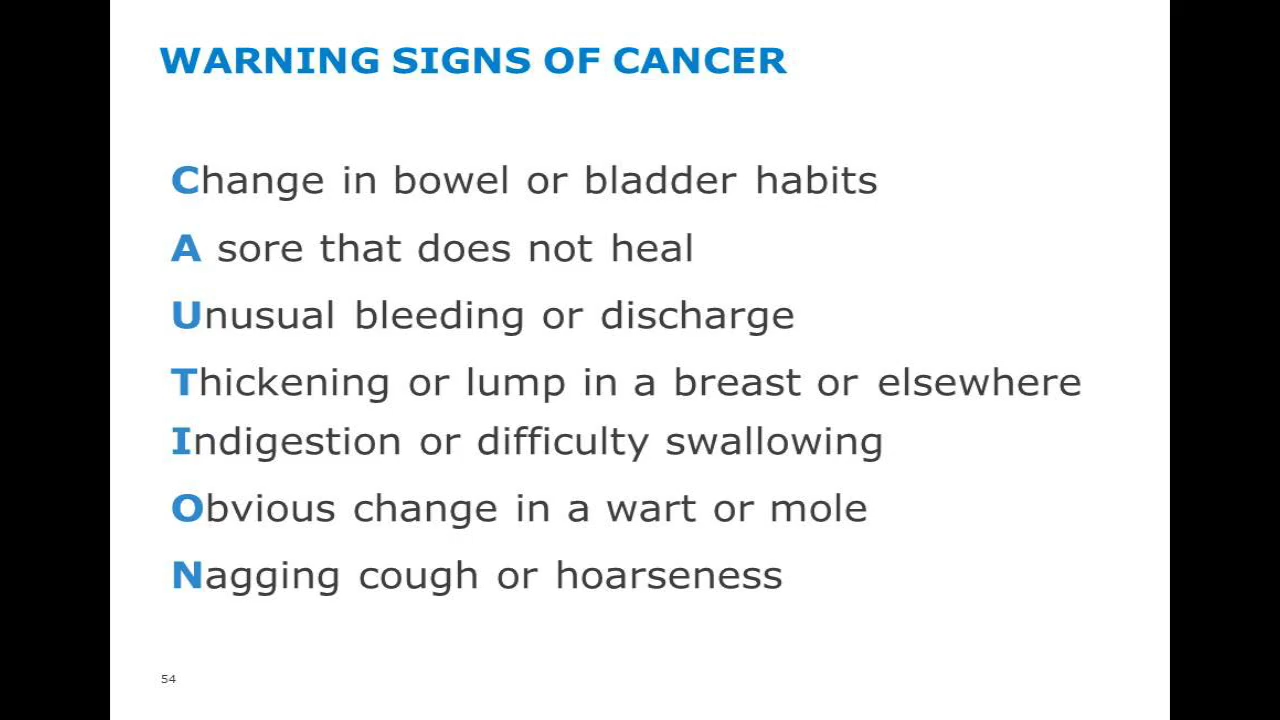 WARNING SIGNS OF CANCER
Change in bowel or bladder habits
A sore that does not heal
Unusual bleeding or discharge
Thickening or lump in a breast or elsewhere
Indigestion or difficulty swallowing
Obvious change in a wart or mole
Nagging cough or hoarseness
54